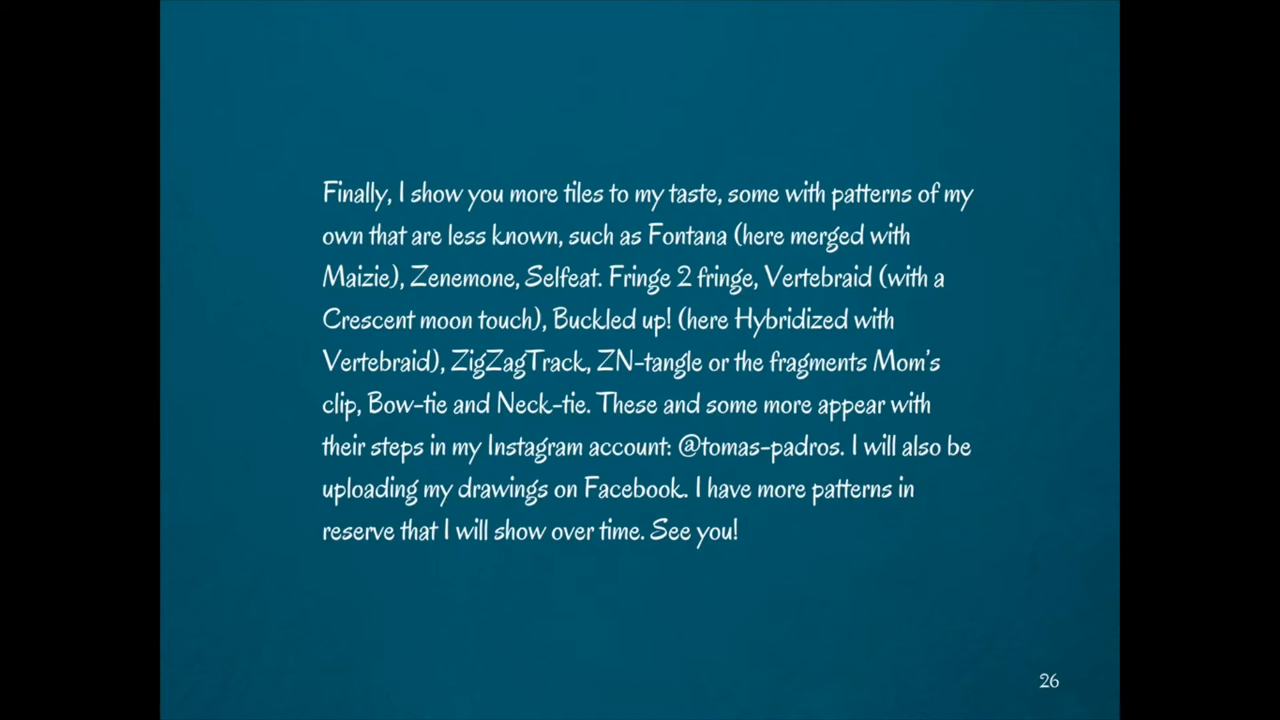 Finally, I show you more tiles to my taste, some with patterns of my
own that are less known, such as Fontana (here merged with
Maizie), Zenemone, Selfeat. Fringe 2 fringe, Vertebraid (with a
Crescent moon touch), Buckled up! (here Hybridized with
Vertebraid), ZigZagTrack, ZN-tangle or the fragments Mom's
clip, Bow-tie and Neck-tie. These and some more appear with
their steps in my Instagram account: @tomas-padros. I will also be
uploading my drawings on Facebook. I have more patterns in
reserve that I will show over time. See you!
26